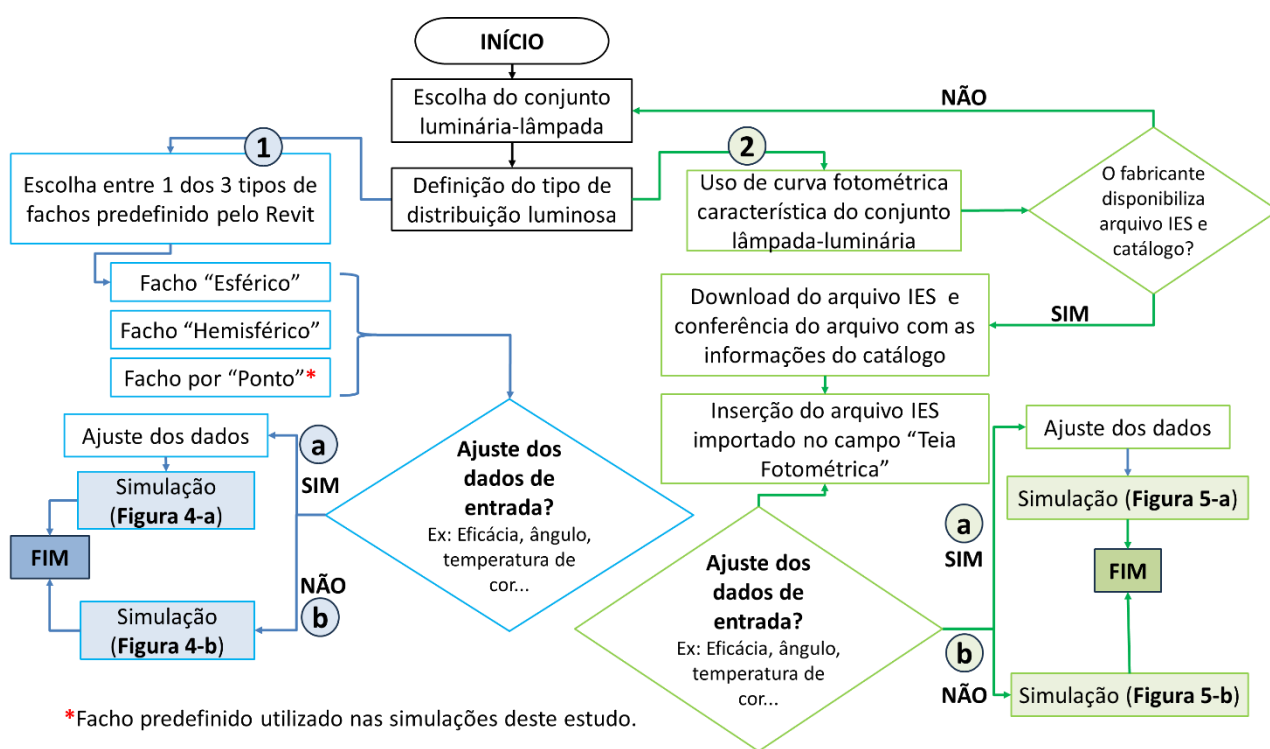 INÍCIO
Escolha do conjunto
luminária-lâmpada
NÃO
1
2
Definição do tipo de
distribuição luminosa
Escolha entre 1 dos 3 tipos de
fachos predefinido pelo Revit
Uso de curva fotométrica
característica do conjunto
lâmpada-luminária
O fabricante
disponibiliza
arquivo IES e
catálogo?
SIM
Facho “Esférico”
Facho “Hemisférico”
Facho por “Ponto”*
Download do arquivo IES e
conferência do arquivo com as
informações do catálogo
Inserção do arquivo IES
importado no campo “Teia
Fotométrica”
Ajuste dos dados
a
SIM
Simulação
(Figura 4-a)
FIM
NÃO
b
Simulação
(Figura 4-b)
Ajuste dos
dados de
entrada?
Ex: Eficácia, ângulo,
temperatura de
cor...
Ajuste dos
dados de
entrada?
Ex: Eficácia, ângulo,
temperatura de
cor...
a
SIM
b
NÃO
Ajuste dos dados
Simulação (Figura 5-a)
FIM
Simulação (Figura 5-b)
*Facho predefinido utilizado nas simulações deste estudo.